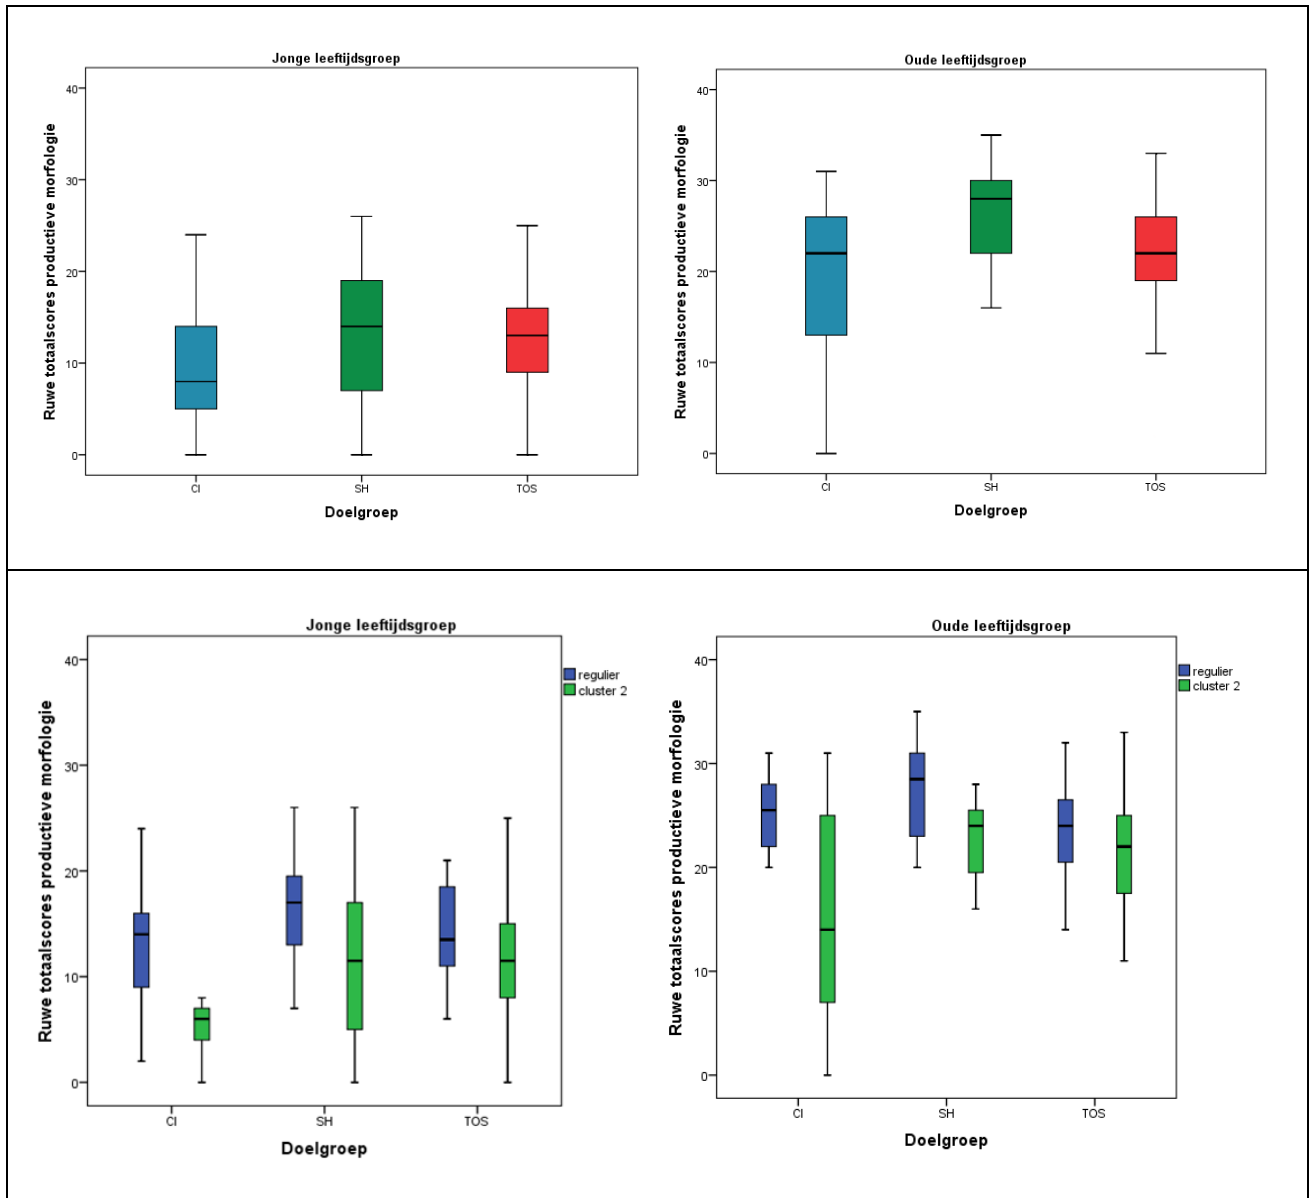 Jonge leeftijdsgroep
Ruwe totaalscores productieve morfologie
40
30
20
10
0
CI SH TOS
Doelgroep
Oude leeftijdsgroep
Ruwe totaalscores productieve morfologie
40
30
20
10
0
CI SH TOS
Doelgroep
Jonge leeftijdsgroep
Ruwe totaalscores productieve morfologie
40
30
20
10
0
regulier
cluster 2
CI SH TOS
Doelgroep
Oude leeftijdsgroep
Ruwe totaalscores productieve morfologie
40
30
20
10
0
regulier
cluster 2
CI SH TOS
Doelgroep